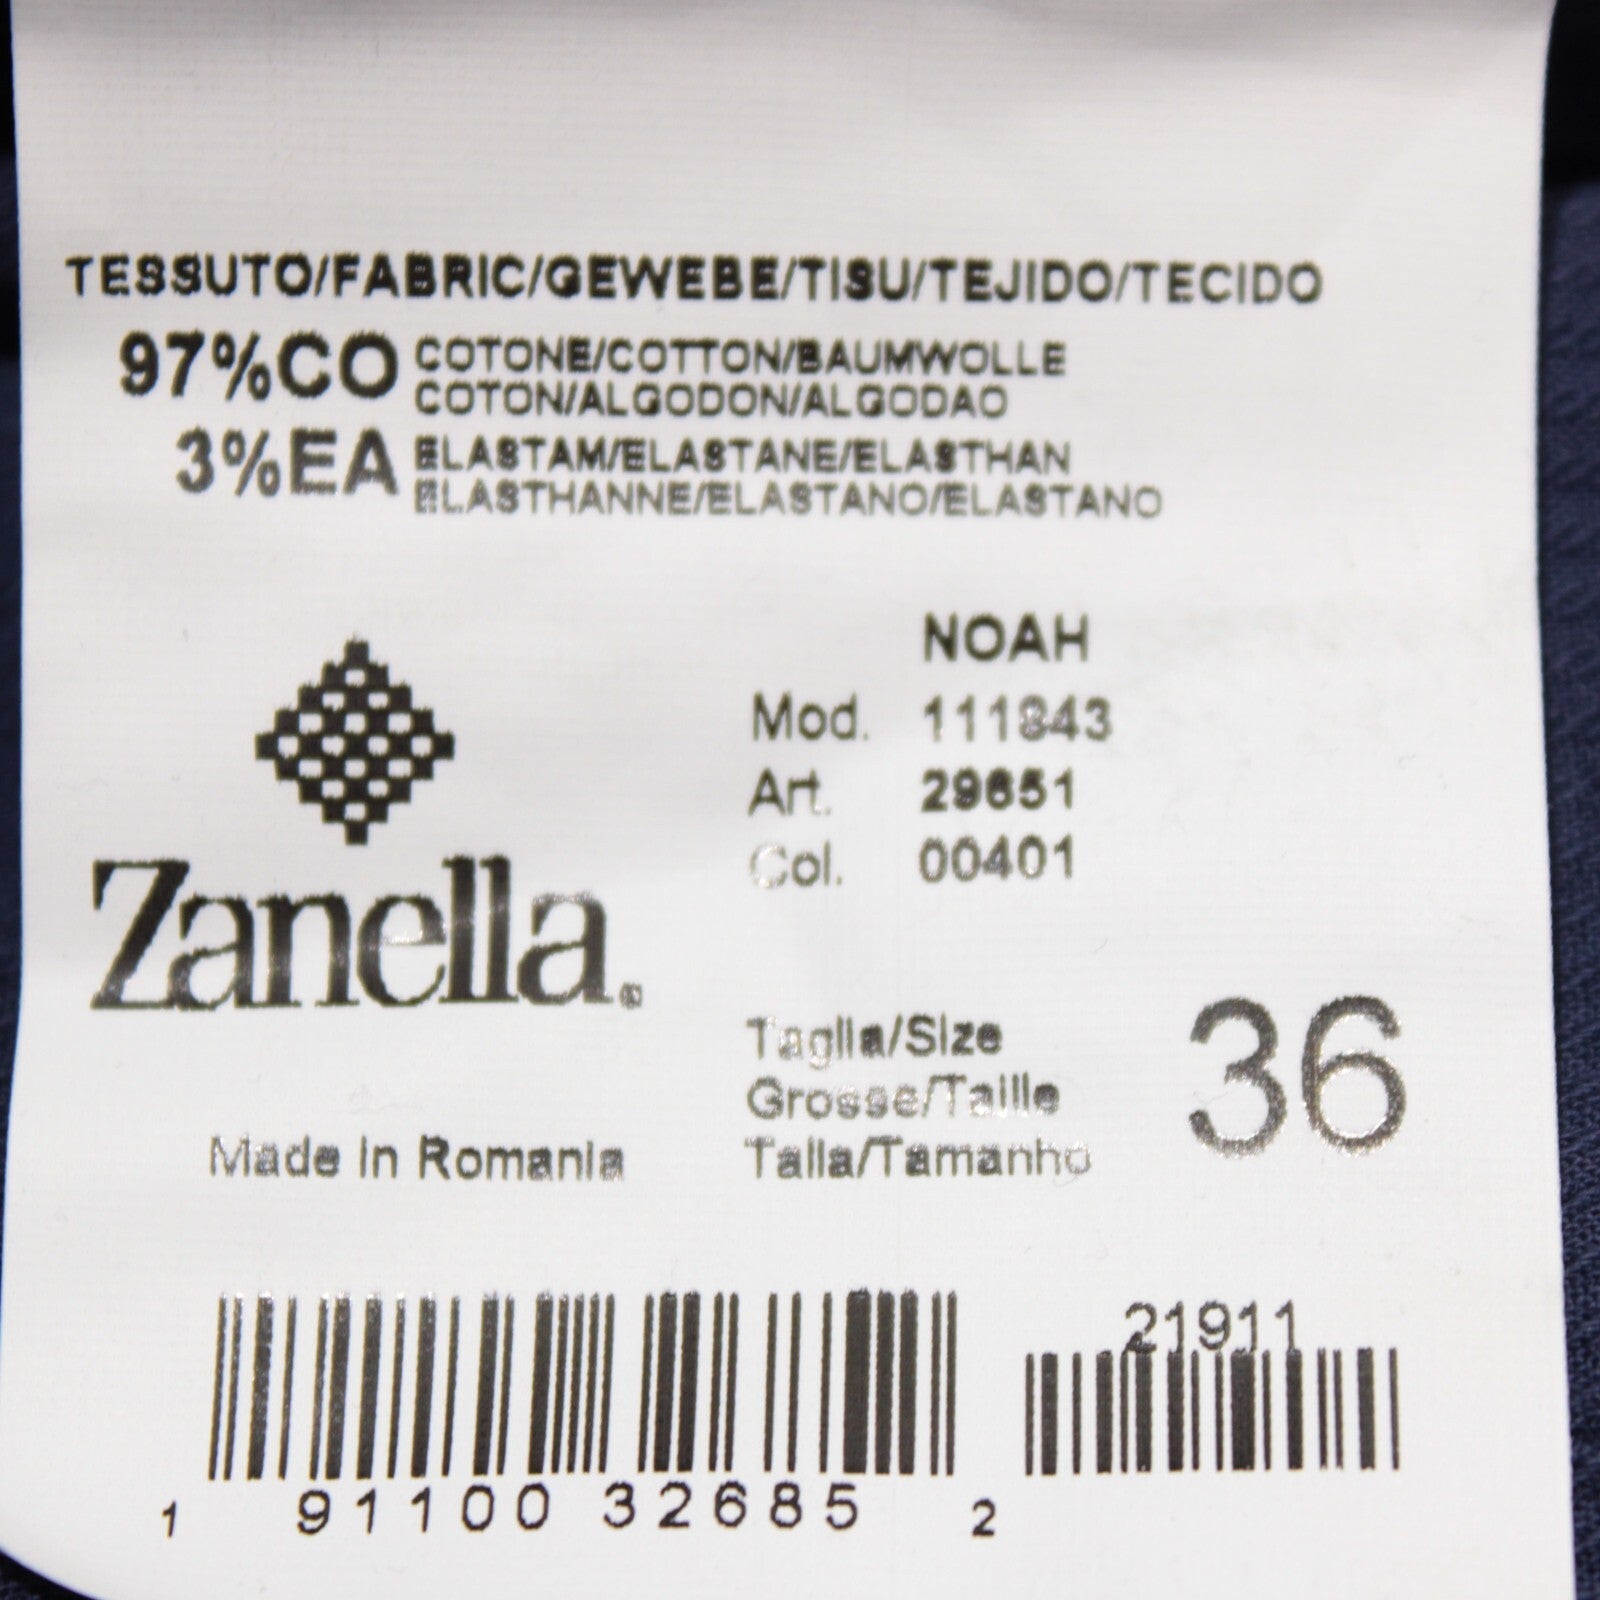 TESSUTO/FABRIC/GEWEBE/TISU/TEJIDO/TECIDO
97%CO COTONE/COTTON/BAUMWOLLE
COTON/ALGODON/ALGODAO
3%EA ELASTAM/ELASTANE/ELASTHAN
ELASTHANNE/ELASTANO/ELASTANO
NOAH
Mod. 111843
Art. 29651
Col. 00401
Zanella®
Taglia/Size
Grosse/Taille
Talla/Tamanho
36
Made in Romania
21911
1 91100 32685 2